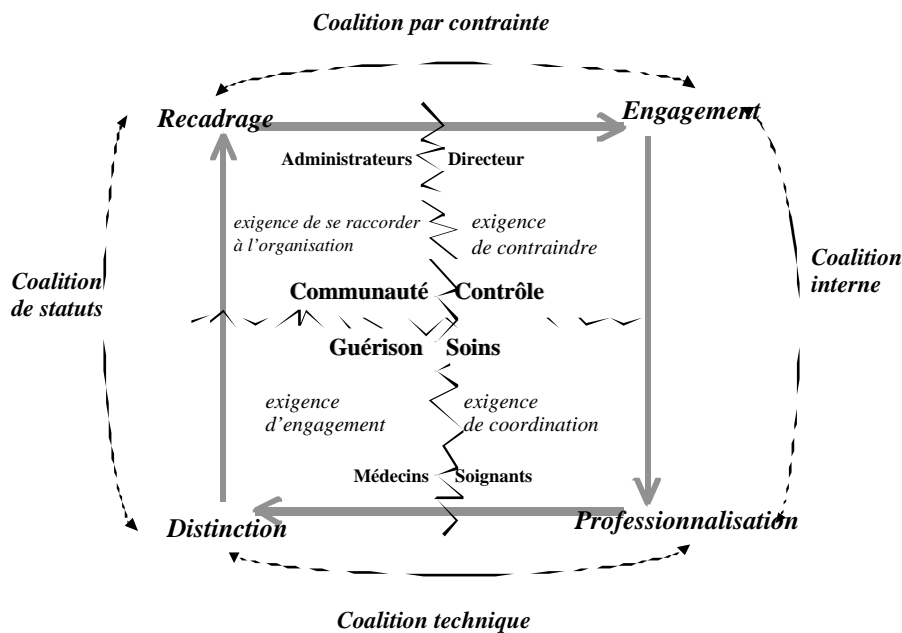 Coalition par contrainte
Recadrage
Engagement
Administrateurs
Directeur
exigence de se raccorder
à l'organisation
exigence
de contraindre
Coalition
de statuts
Coalition
interne
Communauté
Contrôle
Guérison
Soins
exigence
d'engagement
exigence
de coordination
Médecins
Soignants
Distinction
Professionnalisation
Coalition technique